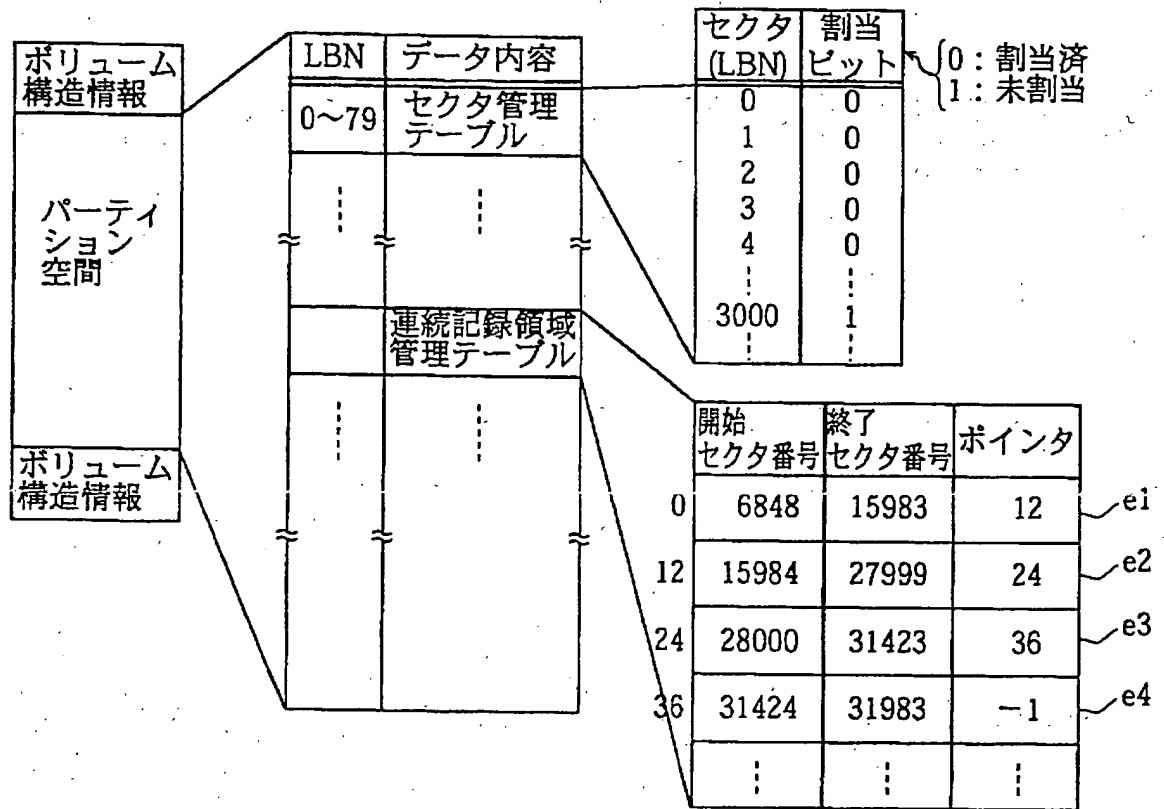 ボリューム
構造情報
パーティ
ション
空間
ボリューム
構造情報
LBN データ内容
0~79 セクタ管理
テーブル
連続記録領域
管理テーブル
セクタ 割当
(LBN) ビット
0:割当済
1:未割当
0 0
1 0
2 0
3 0
4 0
3000 1
開始
セクタ番号
終了
セクタ番号
ポインタ
0 6848 15983 12 e1
12 15984 27999 24 e2
24 28000 31423 36 e3
36 31424 31983 -1 e4